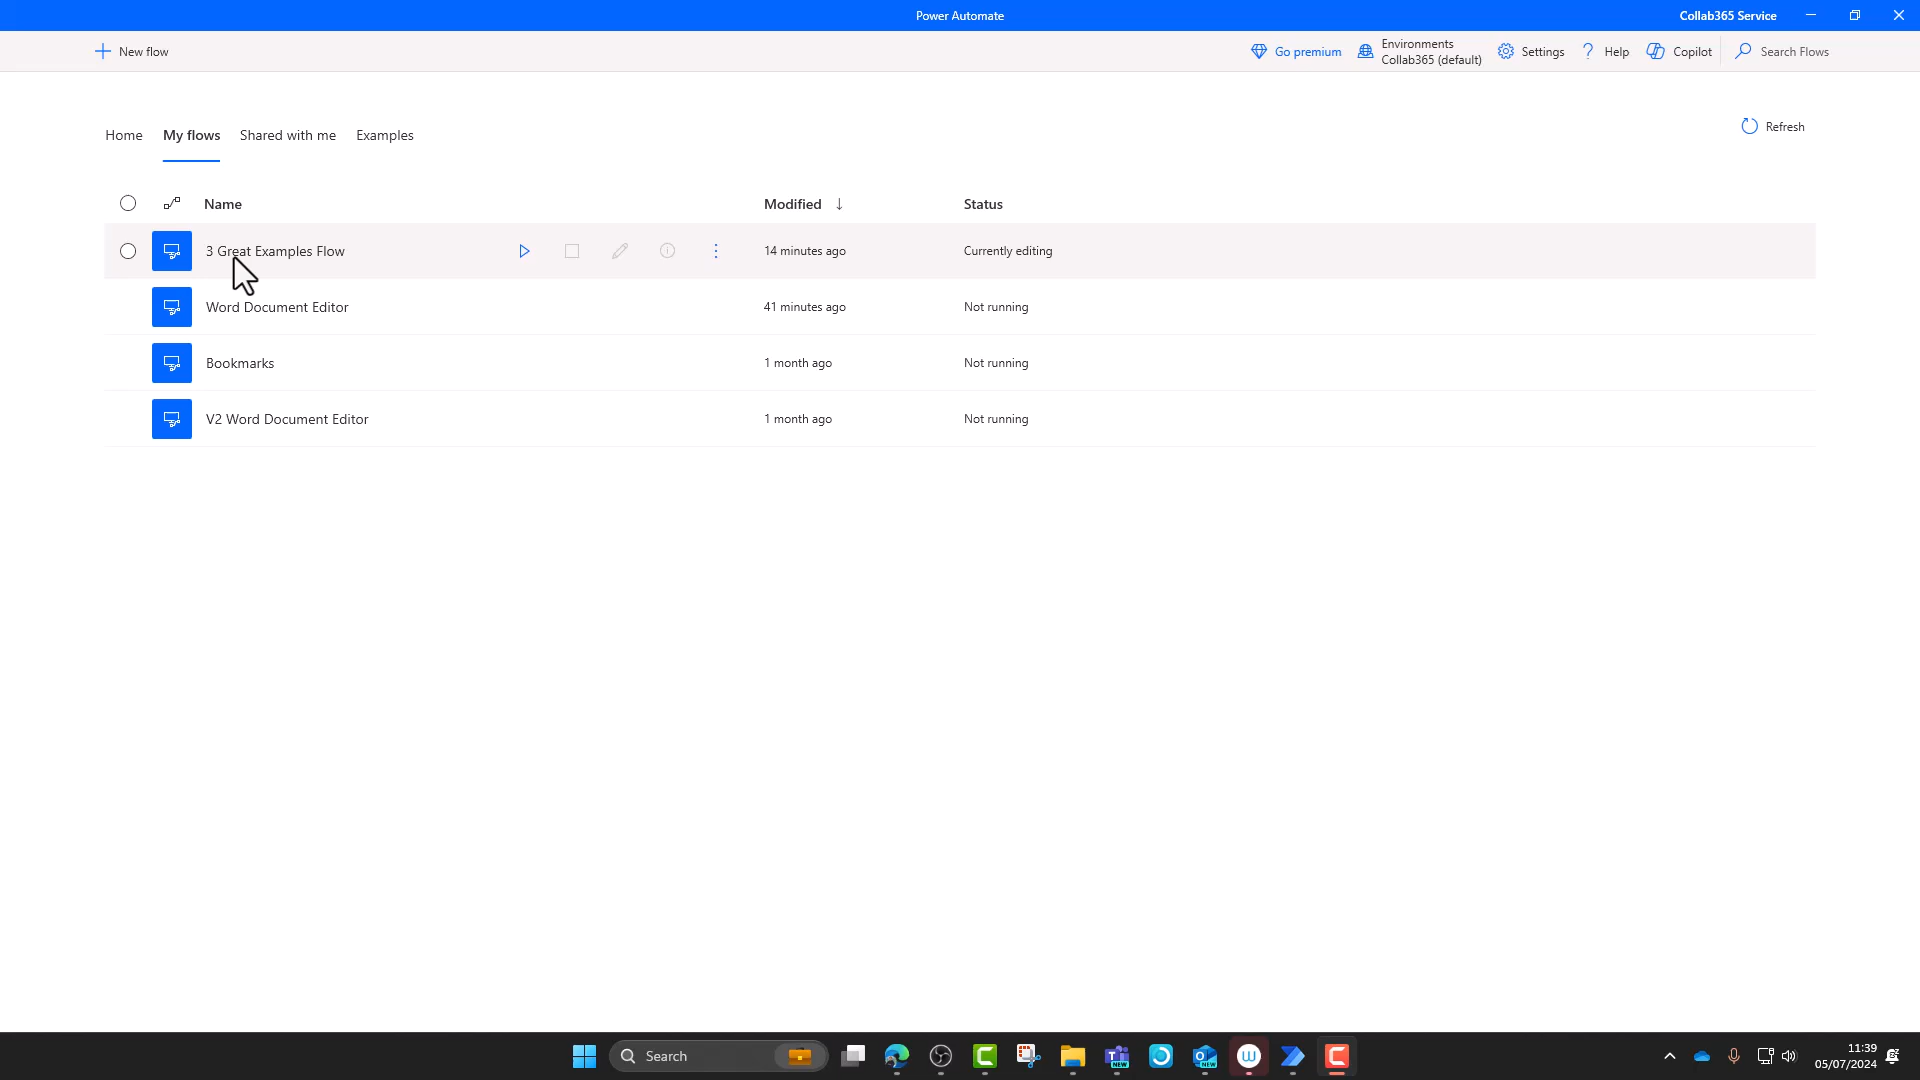 Power Automate
Collab365 Service
New flow
Go premium
Environments
Collab365 (default)
Settings
Help
Copilot
Search Flows
Home
My flows
Shared with me
Examples
Refresh
Name
Modified
Status
3 Great Examples Flow
14 minutes ago
Currently editing
Word Document Editor
41 minutes ago
Not running
Bookmarks
1 month ago
Not running
V2 Word Document Editor
1 month ago
Not running
Search
NEW
NEW
11:39
05/07/2024